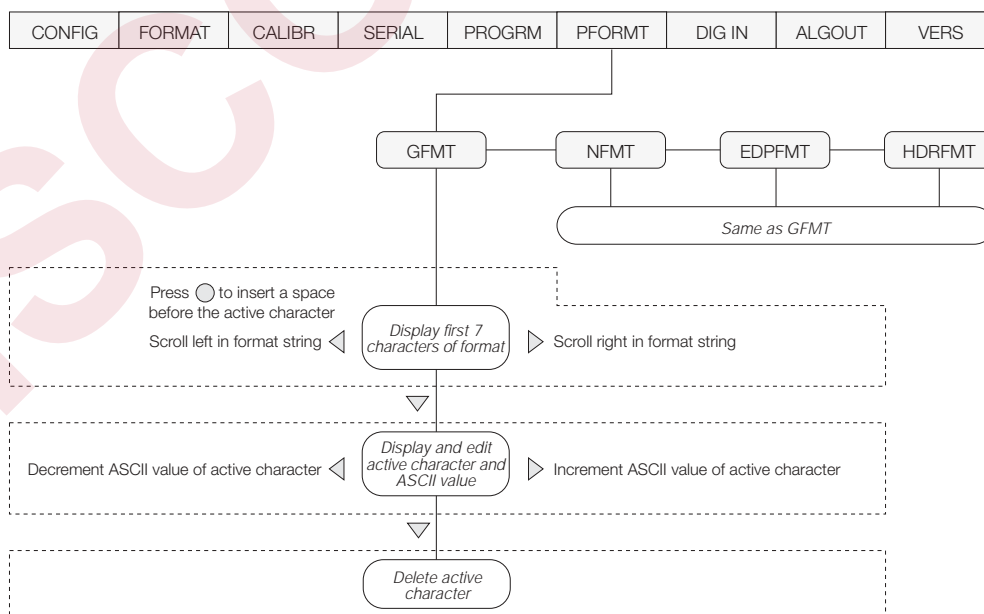 CONFIG FORMAT CALIBR SERIAL PROGRM PFORMT DIG IN ALGOUT VERS
GFMT NFMT EDPFMT HDRFMT
Same as GFMT
Press to insert a space
before the active character
Scroll left in format string
Display first 7
characters of format
Scroll right in format string
Decrement ASCII value of active character
Display and edit
active character and
ASCII value
Increment ASCII value of active character
Delete active
character